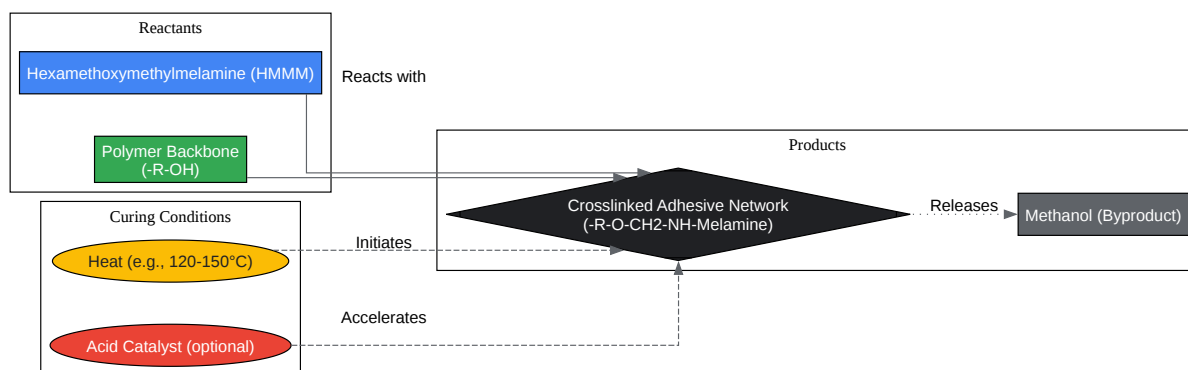 Reactants
Hexamethoxymethylmelamine (HMMM)
Reacts with
Polymer Backbone
(-R-OH)
Products
Crosslinked Adhesive Network
(-R-O-CH2-NH-Melamine)
Releases
Methanol (Byproduct)
Curing Conditions
Initiates
Heat (e.g., 120-150°C)
Accelerates
Acid Catalyst (optional)